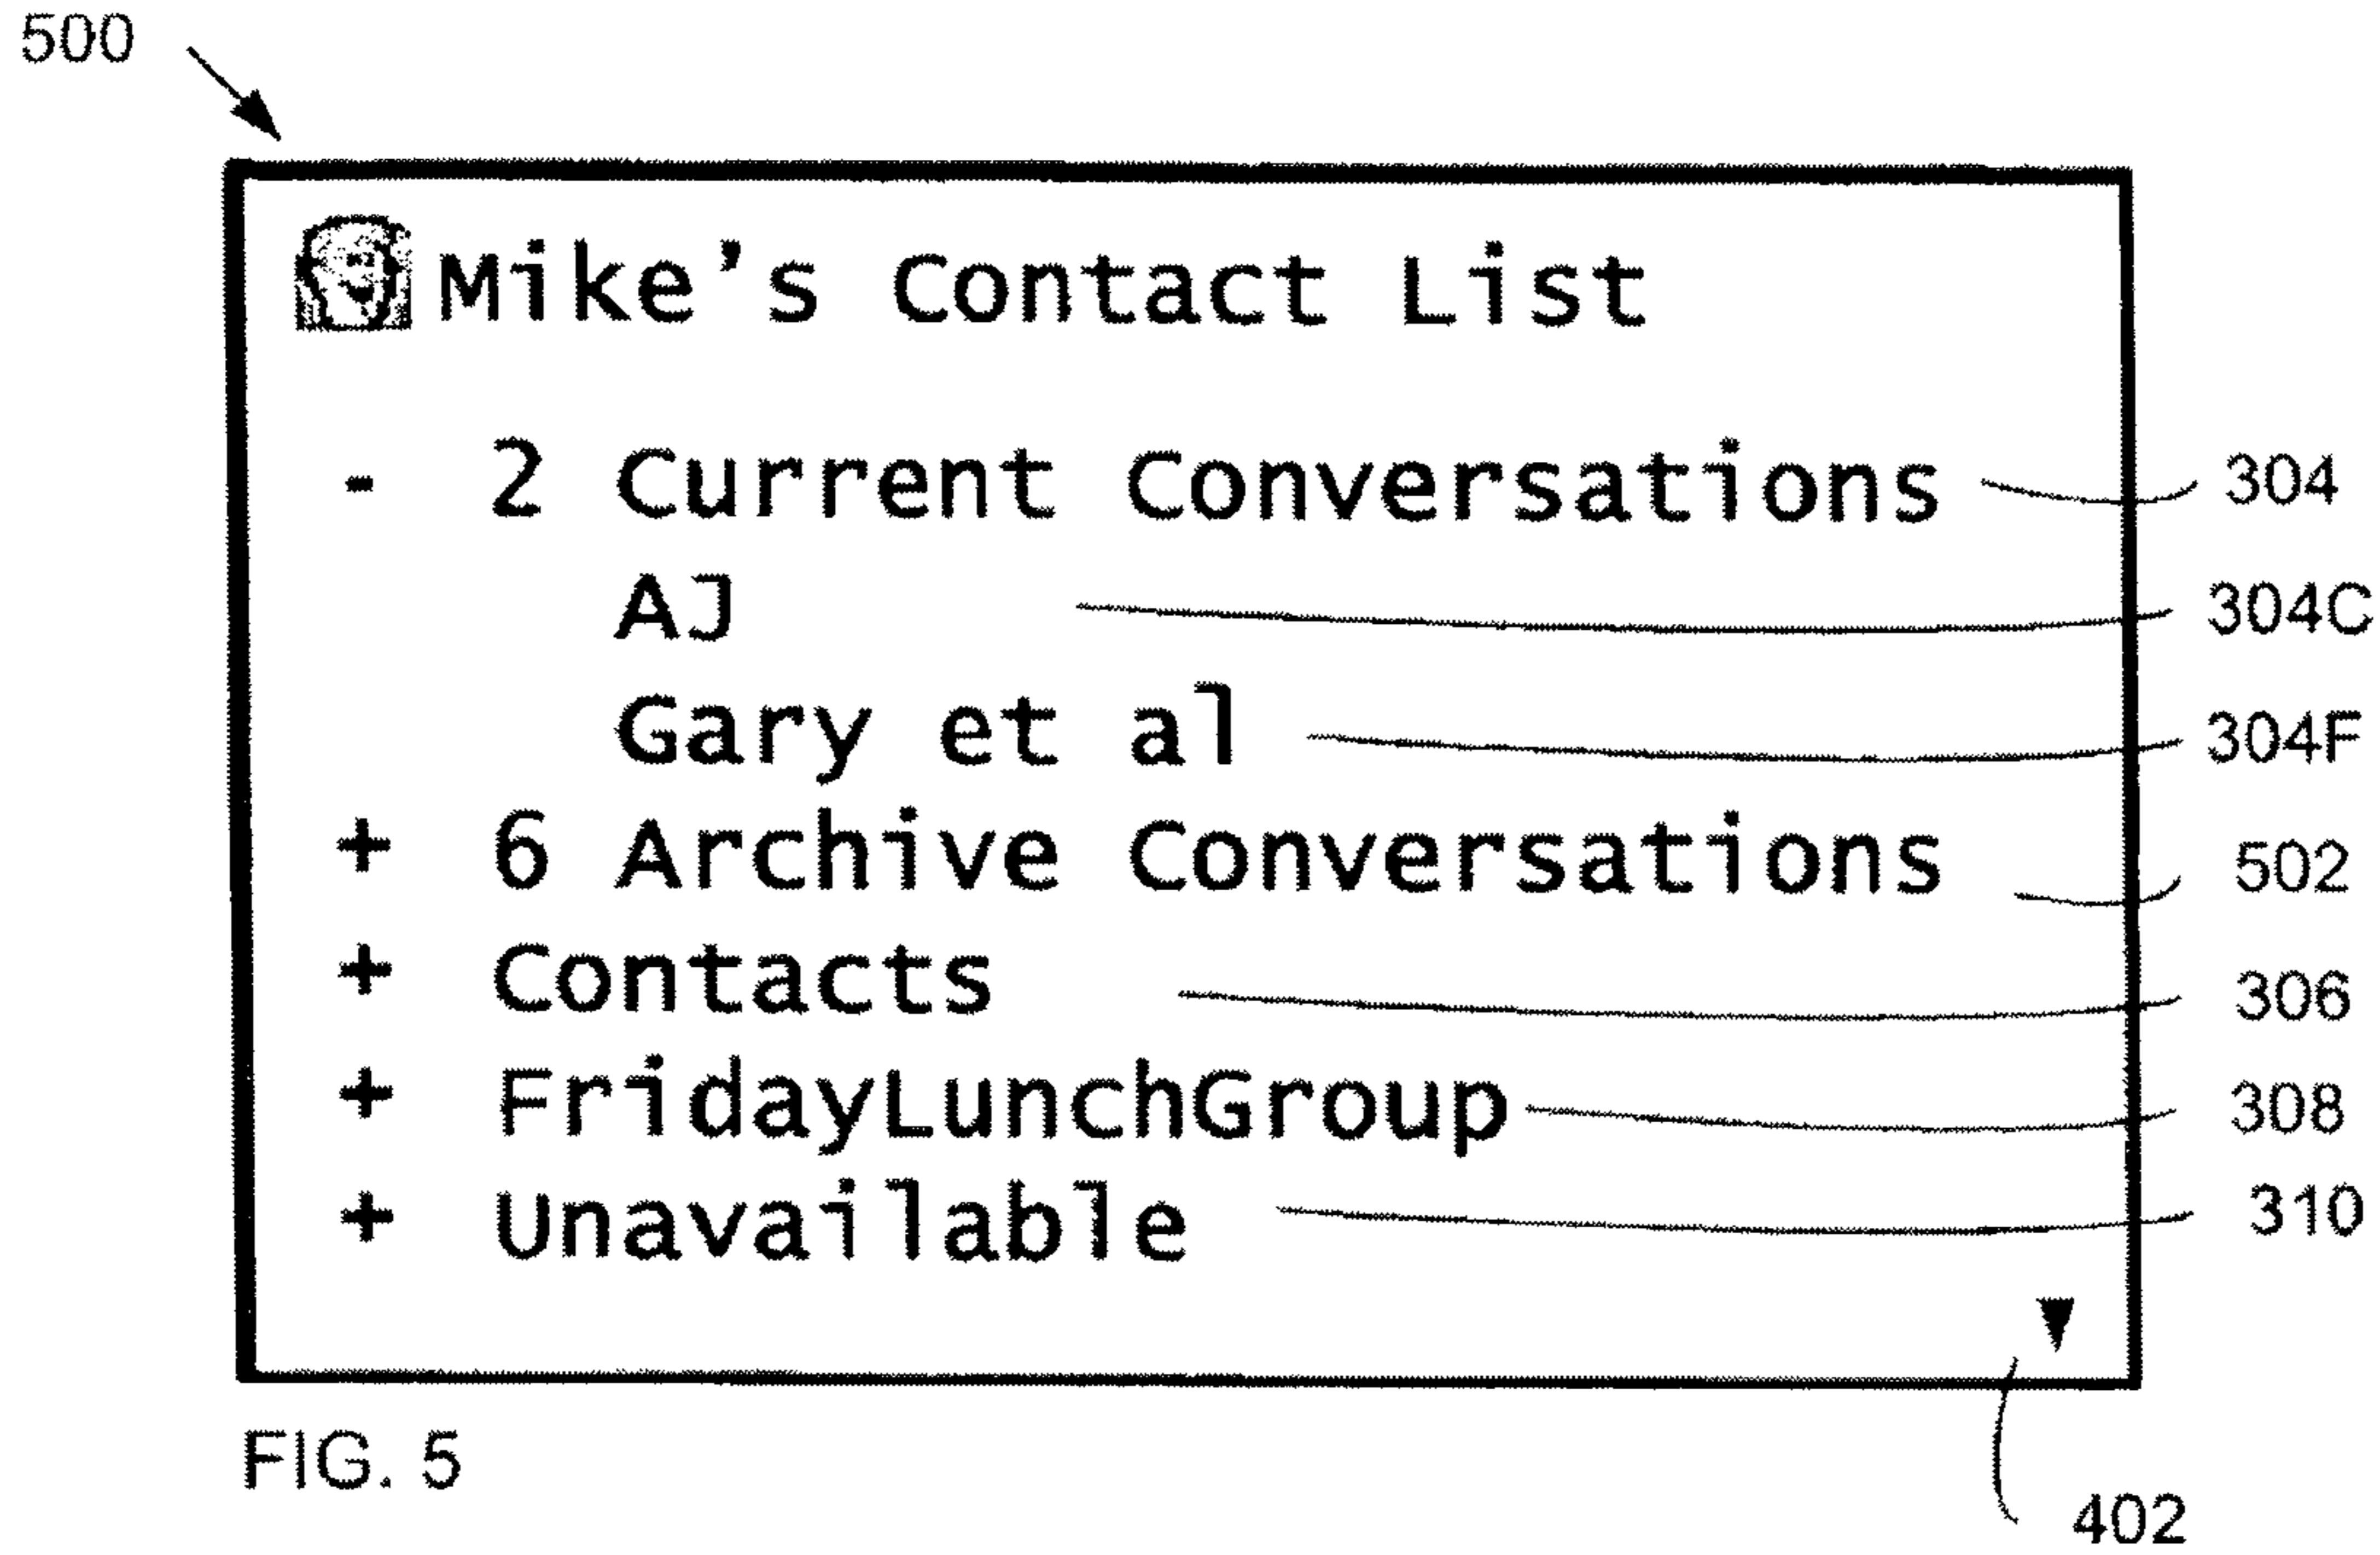 500
Mike's Contact List
- 2 Current Conversations 304
AJ 304C
Gary et al 304F
+ 6 Archive Conversations 502
+ Contacts 306
+ FridayLunchGroup 308
+ Unavailable 310
FIG. 5
402